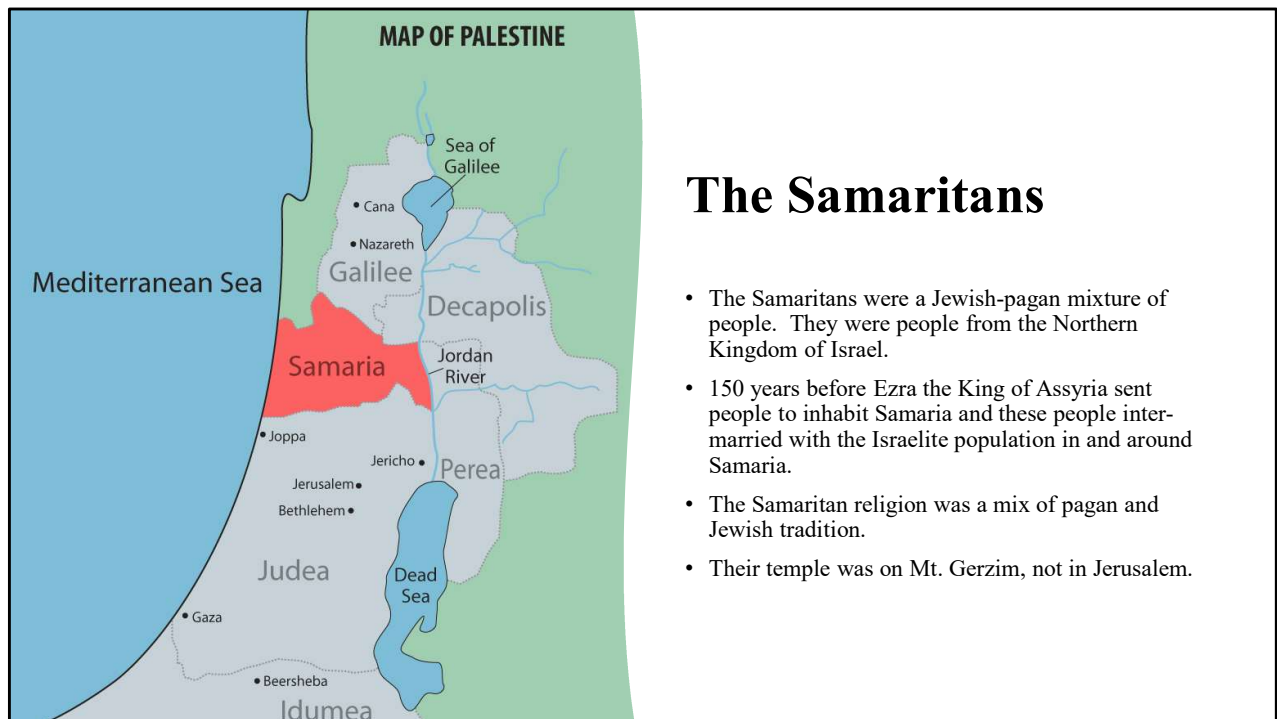 MAP OF PALESTINE
Sea of
Galilee
Cana
Nazareth
Galilee
Mediterranean Sea
Decapolis
Samaria
Jordan
River
Joppa
Jericho
Perea
Jerusalem
Bethlehem
Judea
Dead
Sea
Gaza
Beersheba
Idumea
The Samaritans
• The Samaritans were a Jewish-pagan mixture of
people.  They were people from the Northern
Kingdom of Israel.
• 150 years before Ezra the King of Assyria sent
people to inhabit Samaria and these people inter-
married with the Israelite population in and around
Samaria.
• The Samaritan religion was a mix of pagan and
Jewish tradition.
• Their temple was on Mt. Gerzim, not in Jerusalem.